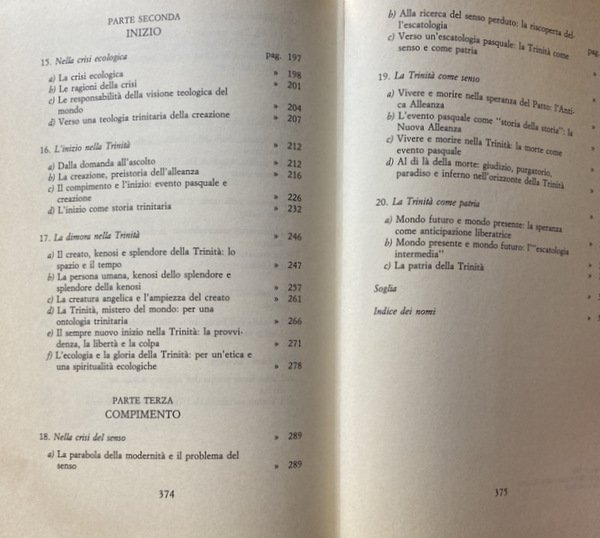 PARTE SECONDA
INIZIO
15. Nella crisi ecologica pag. 197
a) La crisi ecologica » 198
b) Le ragioni della crisi » 201
c) Le responsabilità della visione teologica del
mondo » 204
d) Verso una teologia trinitaria della creazione » 207
16. L'inizio nella Trinità » 212
a) Dalla domanda all'ascolto » 212
b) La creazione, preistoria dell'alleanza » 216
c) Il compimento e l'inizio: evento pasquale e
creazione » 226
d) L'inizio come storia trinitaria » 232
17. La dimora nella Trinità » 246
a) Il creato, kenosi e splendore della Trinità: lo
spazio e il tempo » 247
b) La persona umana, kenosi dello splendore e
splendore della kenosi » 257
c) La creatura angelica e l'ampiezza del creato » 261
d) La Trinità, mistero del mondo: per una
ontologia trinitaria » 266
e) Il sempre nuovo inizio nella Trinità: la provvi-
denza, la libertà e la colpa » 271
f) L'ecologia e la gloria della Trinità: per un'etica e
una spiritualità ecologiche » 278
PARTE TERZA
COMPIMENTO
18. Nella crisi del senso » 289
a) La parabola della modernità e il problema del
senso » 289
374
b) Alla ricerca del senso perduto: la riscoperta del-
l'escatologia
c) Verso un'escatologia pasquale: la Trinità come
senso e come patria pag.
19. La Trinità come senso »
a) Vivere e morire nella speranza del Patto: l'Anti-
ca Alleanza »
b) L'evento pasquale come "storia della storia": la
Nuova Alleanza »
c) Vivere e morire nella Trinità: la morte come
evento pasquale »
d) Al di là della morte: giudizio, purgatorio,
paradiso e inferno nell'orizzonte della Trinità »
20. La Trinità come patria »
a) Mondo futuro e mondo presente: la speranza
come anticipazione liberatrice »
b) Mondo presente e mondo futuro: l'"escatologia
intermedia" »
c) La patria della Trinità »
Soglia »
Indice dei nomi »
375